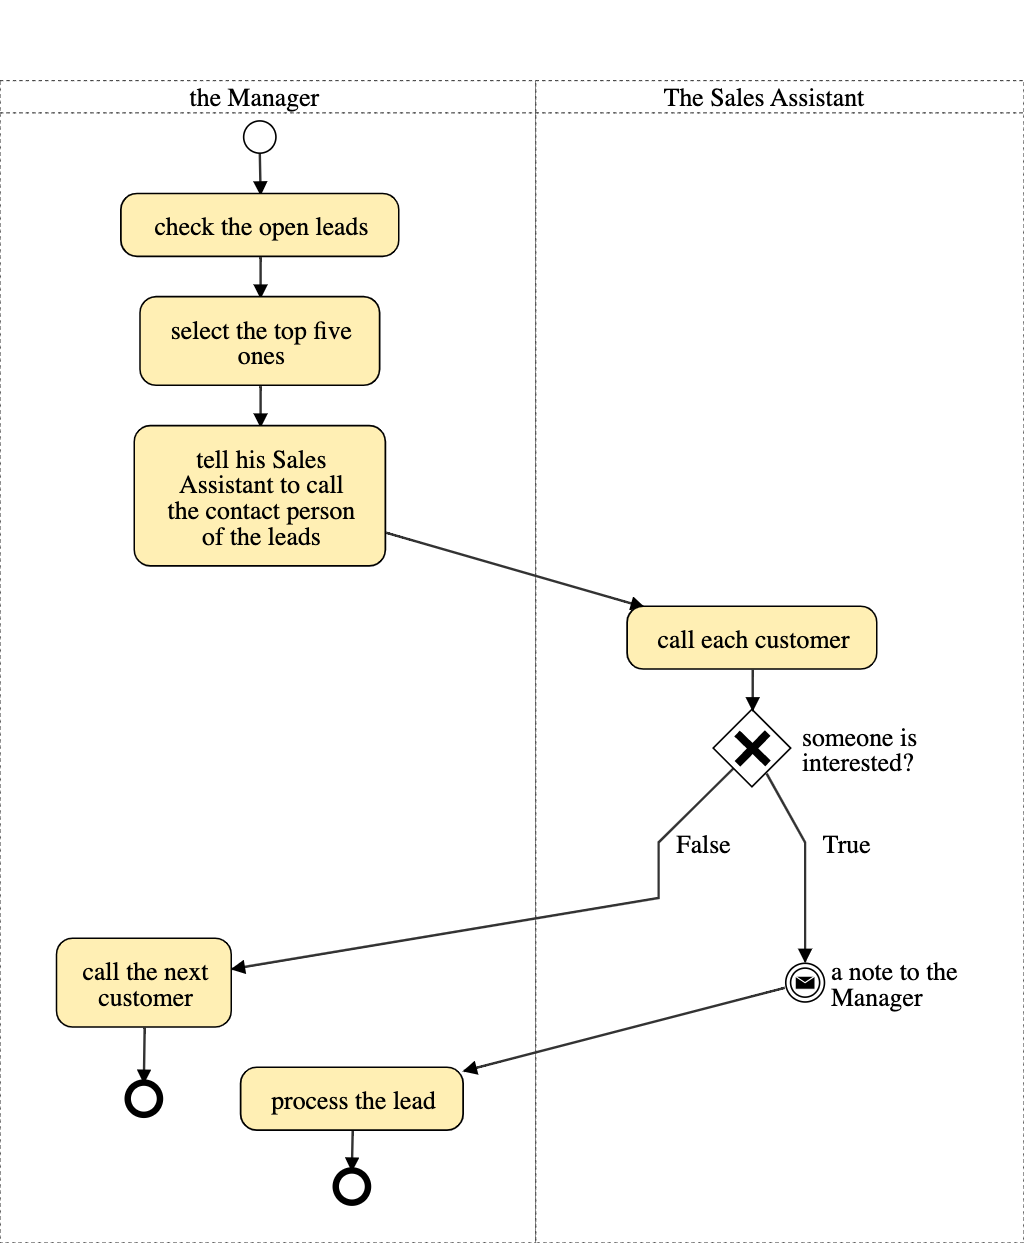 the Manager
The Sales Assistant
check the open leads
select the top five
ones
tell his Sales
Assistant to call
the contact person
of the leads
call each customer
someone is
interested?
False
True
call the next
customer
a note to the
Manager
process the lead